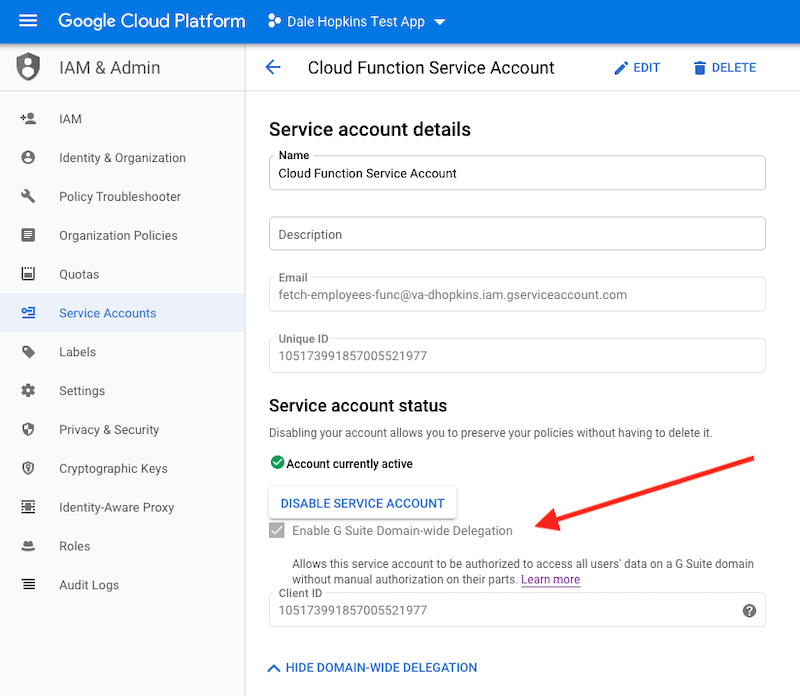 Google Cloud Platform
Dale Hopkins Test App
IAM & Admin
Cloud Function Service Account
EDIT
DELETE
IAM
Identity & Organization
Policy Troubleshooter
Organization Policies
Quotas
Service Accounts
Labels
Settings
Privacy & Security
Cryptographic Keys
Identity-Aware Proxy
Roles
Audit Logs
Service account details
Name
Cloud Function Service Account
Description
Email
fetch-employees-func@va-dhopkins.iam.gserviceaccount.com
Unique ID
105173991857005521977
Service account status
Disabling your account allows you to preserve your policies without having to delete it.
Account currently active
DISABLE SERVICE ACCOUNT
Enable G Suite Domain-wide Delegation
Allows this service account to be authorized to access all users' data on a G Suite domain
without manual authorization on their parts. Learn more
Client ID
105173991857005521977
?
HIDE DOMAIN-WIDE DELEGATION